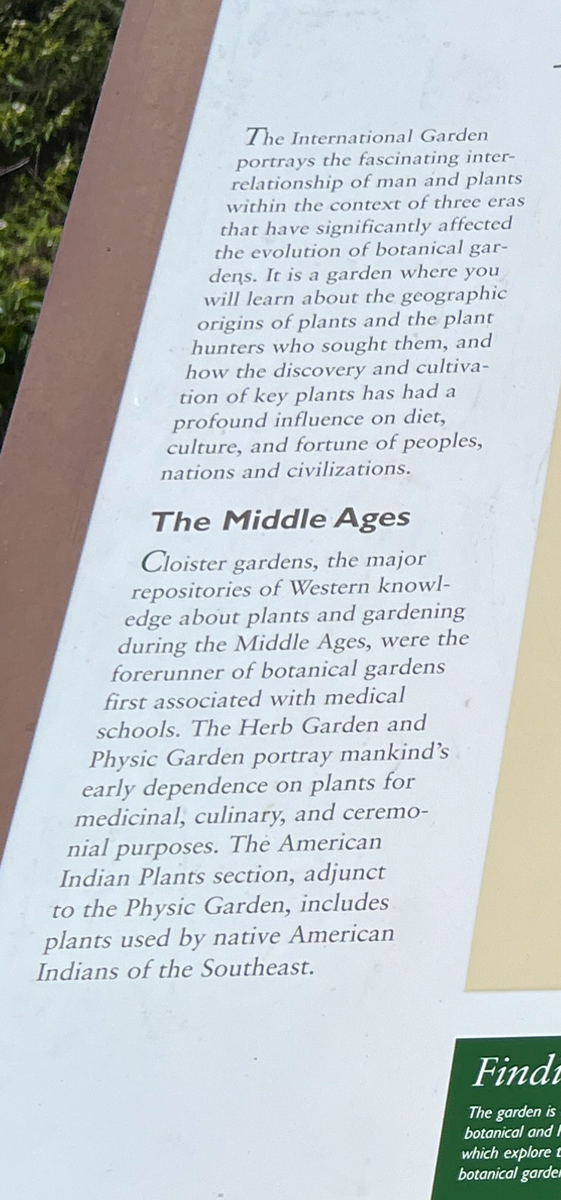 The International Garden
portrays the fascinating inter-
relationship of man and plants
within the context of three eras
that have significantly affected
the evolution of botanical gar-
dens. It is a garden where you
will learn about the geographic
origins of plants and the plant
hunters who sought them, and
how the discovery and cultiva-
tion of key plants has had a
profound influence on diet,
culture, and fortune of peoples,
nations and civilizations.
The Middle Ages
Cloister gardens, the major
repositories of Western knowl-
edge about plants and gardening
during the Middle Ages, were the
forerunner of botanical gardens
first associated with medical
schools. The Herb Garden and
Physic Garden portray mankind's
early dependence on plants for
medicinal, culinary, and ceremo-
nial purposes. The American
Indian Plants section, adjunct
to the Physic Garden, includes
plants used by native American
Indians of the Southeast.
The garden is
botanical and
which explore
botanical